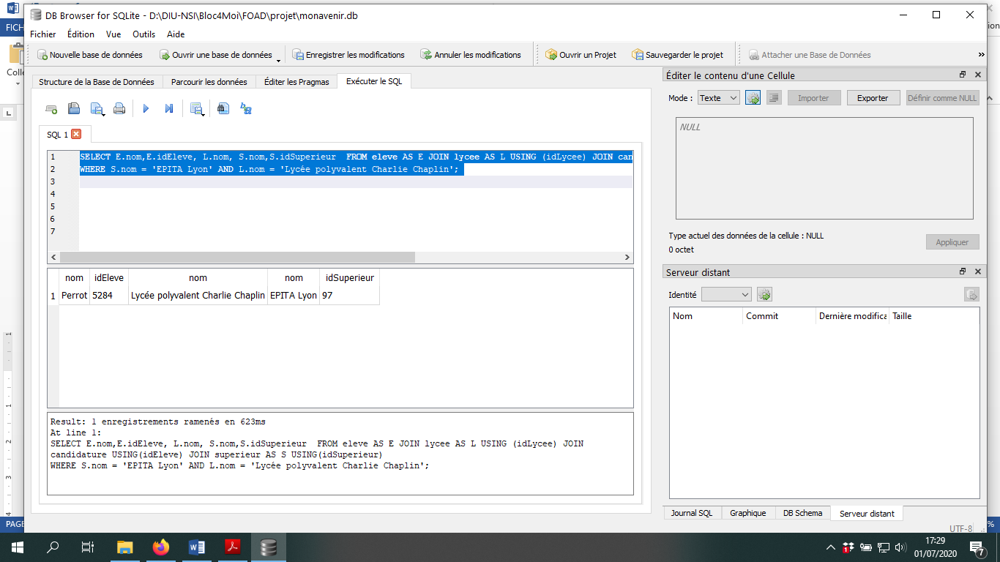 DB Browser for SQLite - D:\DIU-NSI\Bloc4Moi\FOAD\projet\monavenir.db
FICH
Fichier Édition Vue Outils Aide
Nouvelle base de données Ouvrir une base de données Enregistrer les modifications Annuler les modifications Ouvrir un Projet Sauvegarder le projet Attacher une Base de Données »
Colle
Structure de la Base de Données Parcourir les données Éditer les Pragmas Exécuter le SQL
SQL 1
1 SELECT E.nom,E.idEleve, L.nom, S.nom,S.idSuperieur  FROM eleve AS E JOIN lycee AS L USING (idLycee) JOIN can
2 WHERE S.nom = 'EPITA Lyon' AND L.nom = 'Lycée polyvalent Charlie Chaplin';
3
4
5
6
7
nom idEleve nom nom idSuperieur
1 Perrot 5284 Lycée polyvalent Charlie Chaplin EPITA Lyon 97
Result: 1 enregistrements ramenés en 623ms
At line 1:
SELECT E.nom,E.idEleve, L.nom, S.nom,S.idSuperieur  FROM eleve AS E JOIN lycee AS L USING (idLycee) JOIN
candidature USING(idEleve) JOIN superieur AS S USING(idSuperieur)
WHERE S.nom = 'EPITA Lyon' AND L.nom = 'Lycée polyvalent Charlie Chaplin';
Éditer le contenu d'une Cellule
Mode : Texte Importer Exporter Définir comme NULL
NULL
Type actuel des données de la cellule : NULL
0 octet
Appliquer
Serveur distant
Identité
Nom Commit Dernière modifica Taille
Journal SQL Graphique DB Schema Serveur distant
UTF-8
PAGE
%
17:29
01/07/2020
7